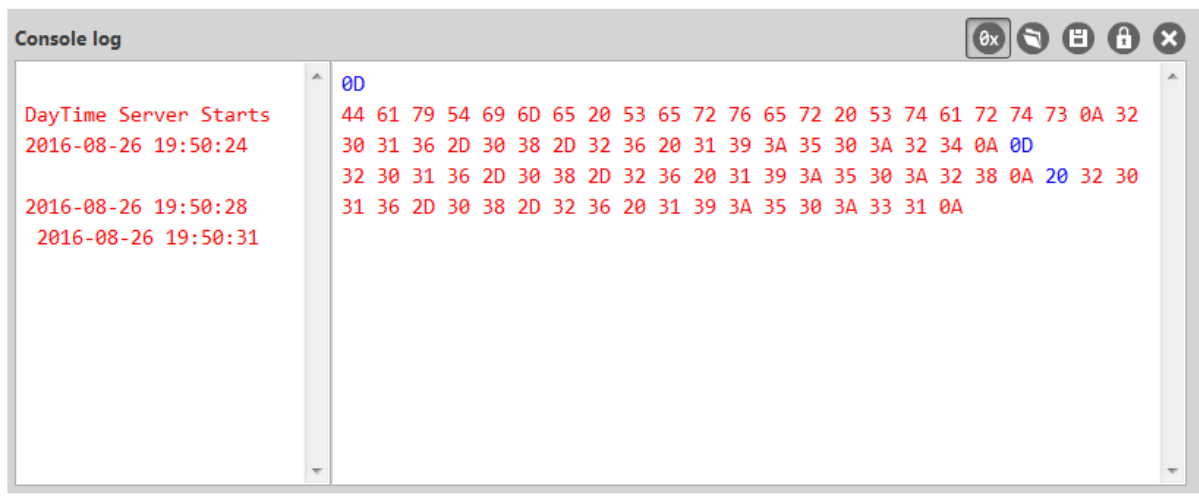 Console log
0x
DayTime Server Starts
2016-08-26 19:50:24
2016-08-26 19:50:28
2016-08-26 19:50:31
0D
44 61 79 54 69 6D 65 20 53 65 72 76 65 72 20 53 74 61 72 74 73 0A 32
30 31 36 2D 30 38 2D 32 36 20 31 39 3A 35 30 3A 32 34 0A 0D
32 30 31 36 2D 30 38 2D 32 36 20 31 39 3A 35 30 3A 32 38 0A 20 32 30
31 36 2D 30 38 2D 32 36 20 31 39 3A 35 30 3A 33 31 0A